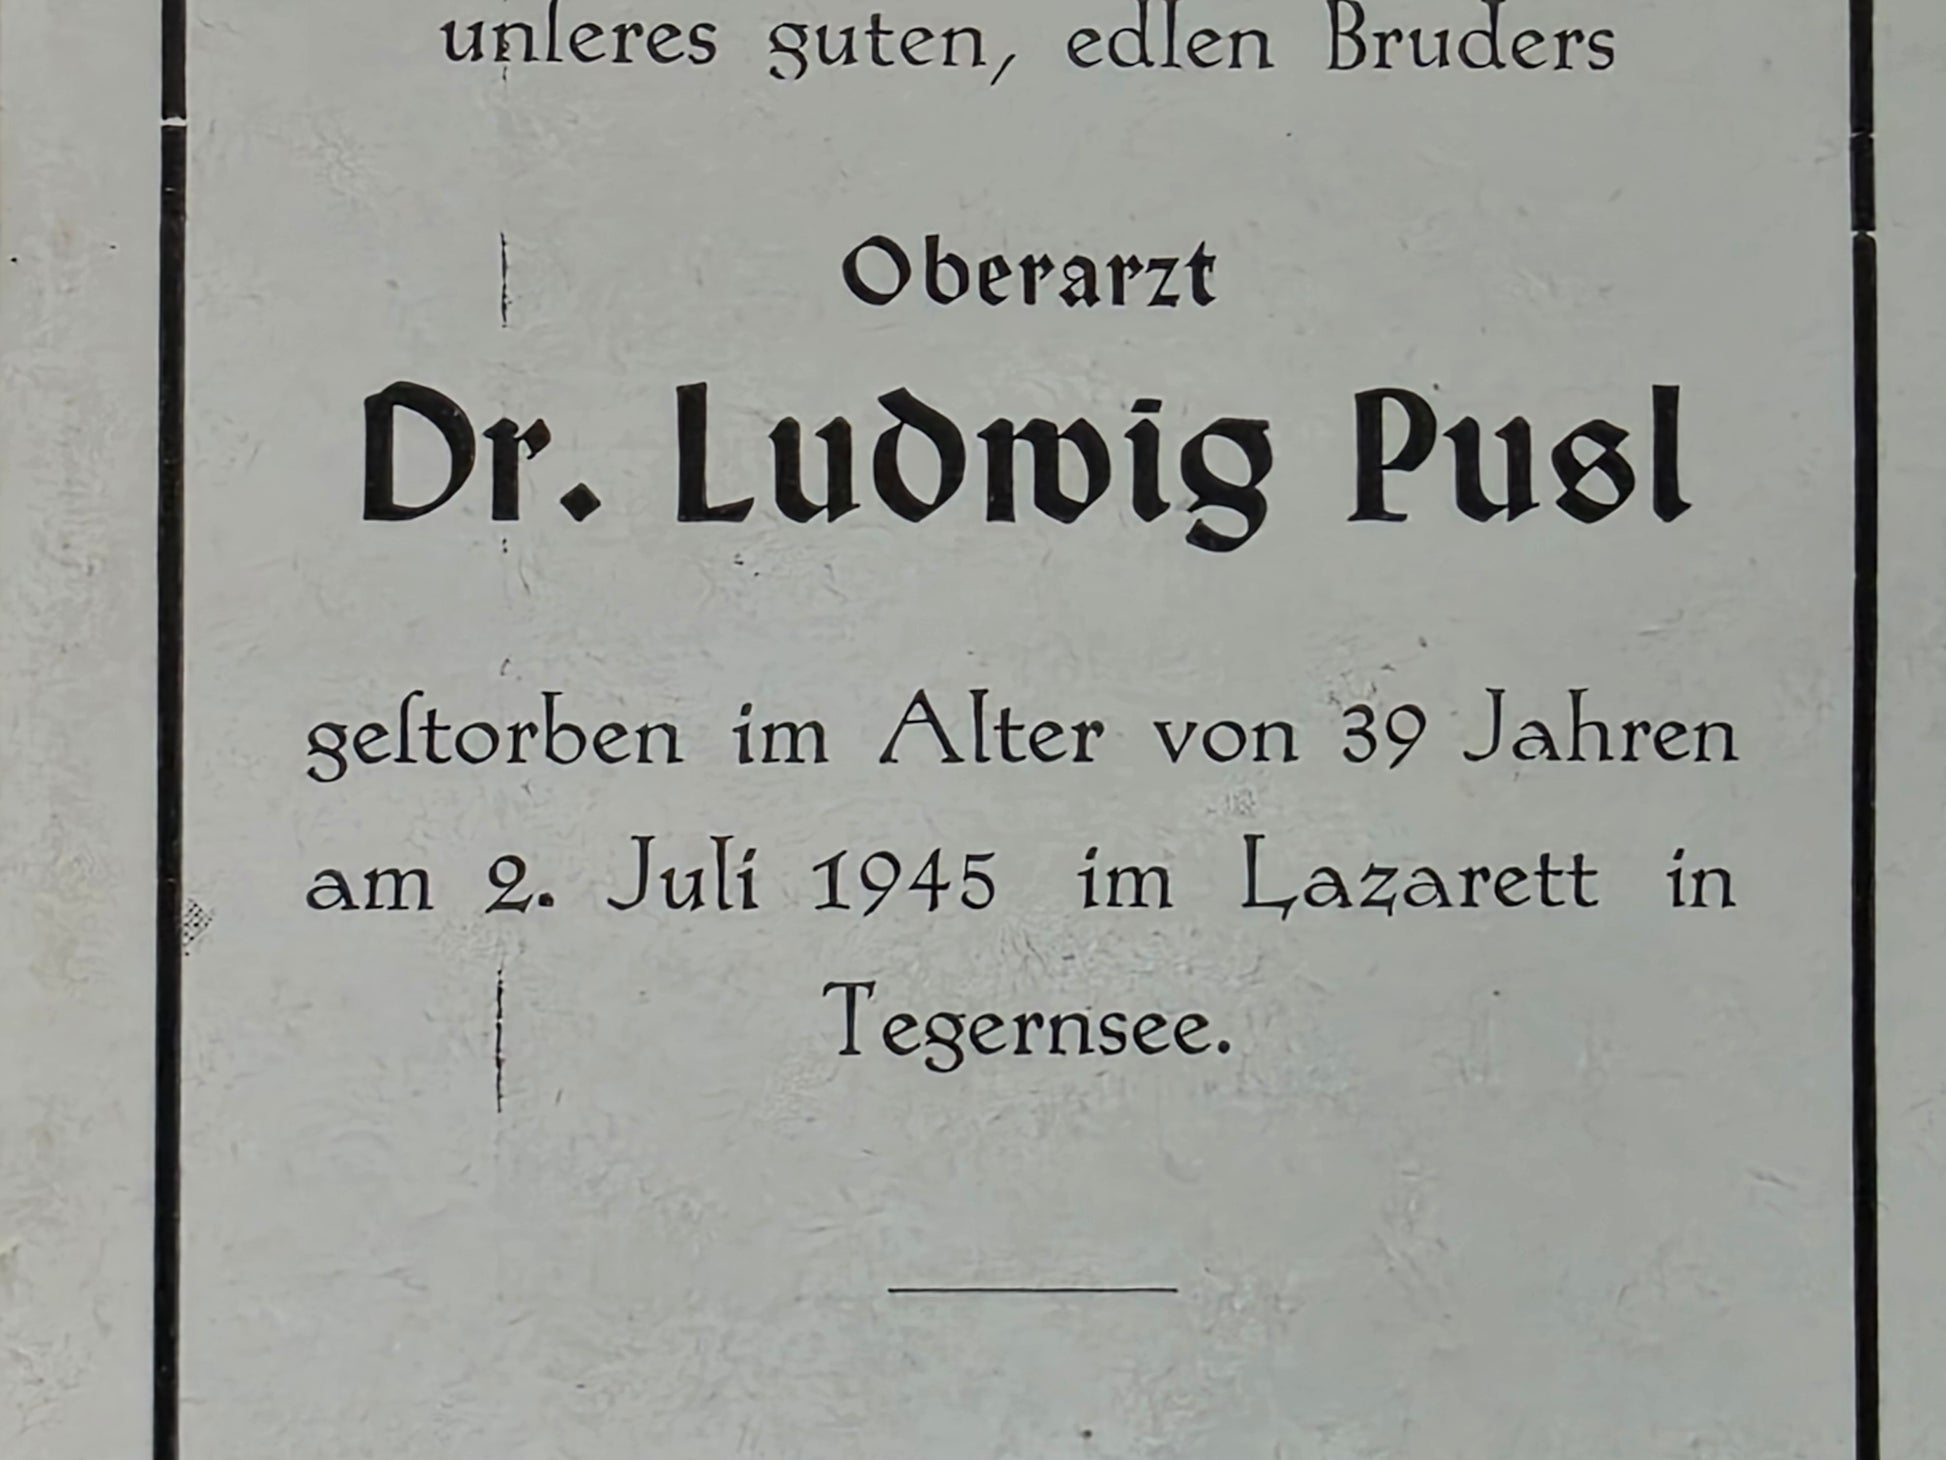 unſeres guten, edlen Bruders
Oberarzt
Dr. Ludwig Pusl
geſtorben im Alter von 39 Jahren
am 2. Juli 1945 im Lazarett in
Tegernsee.